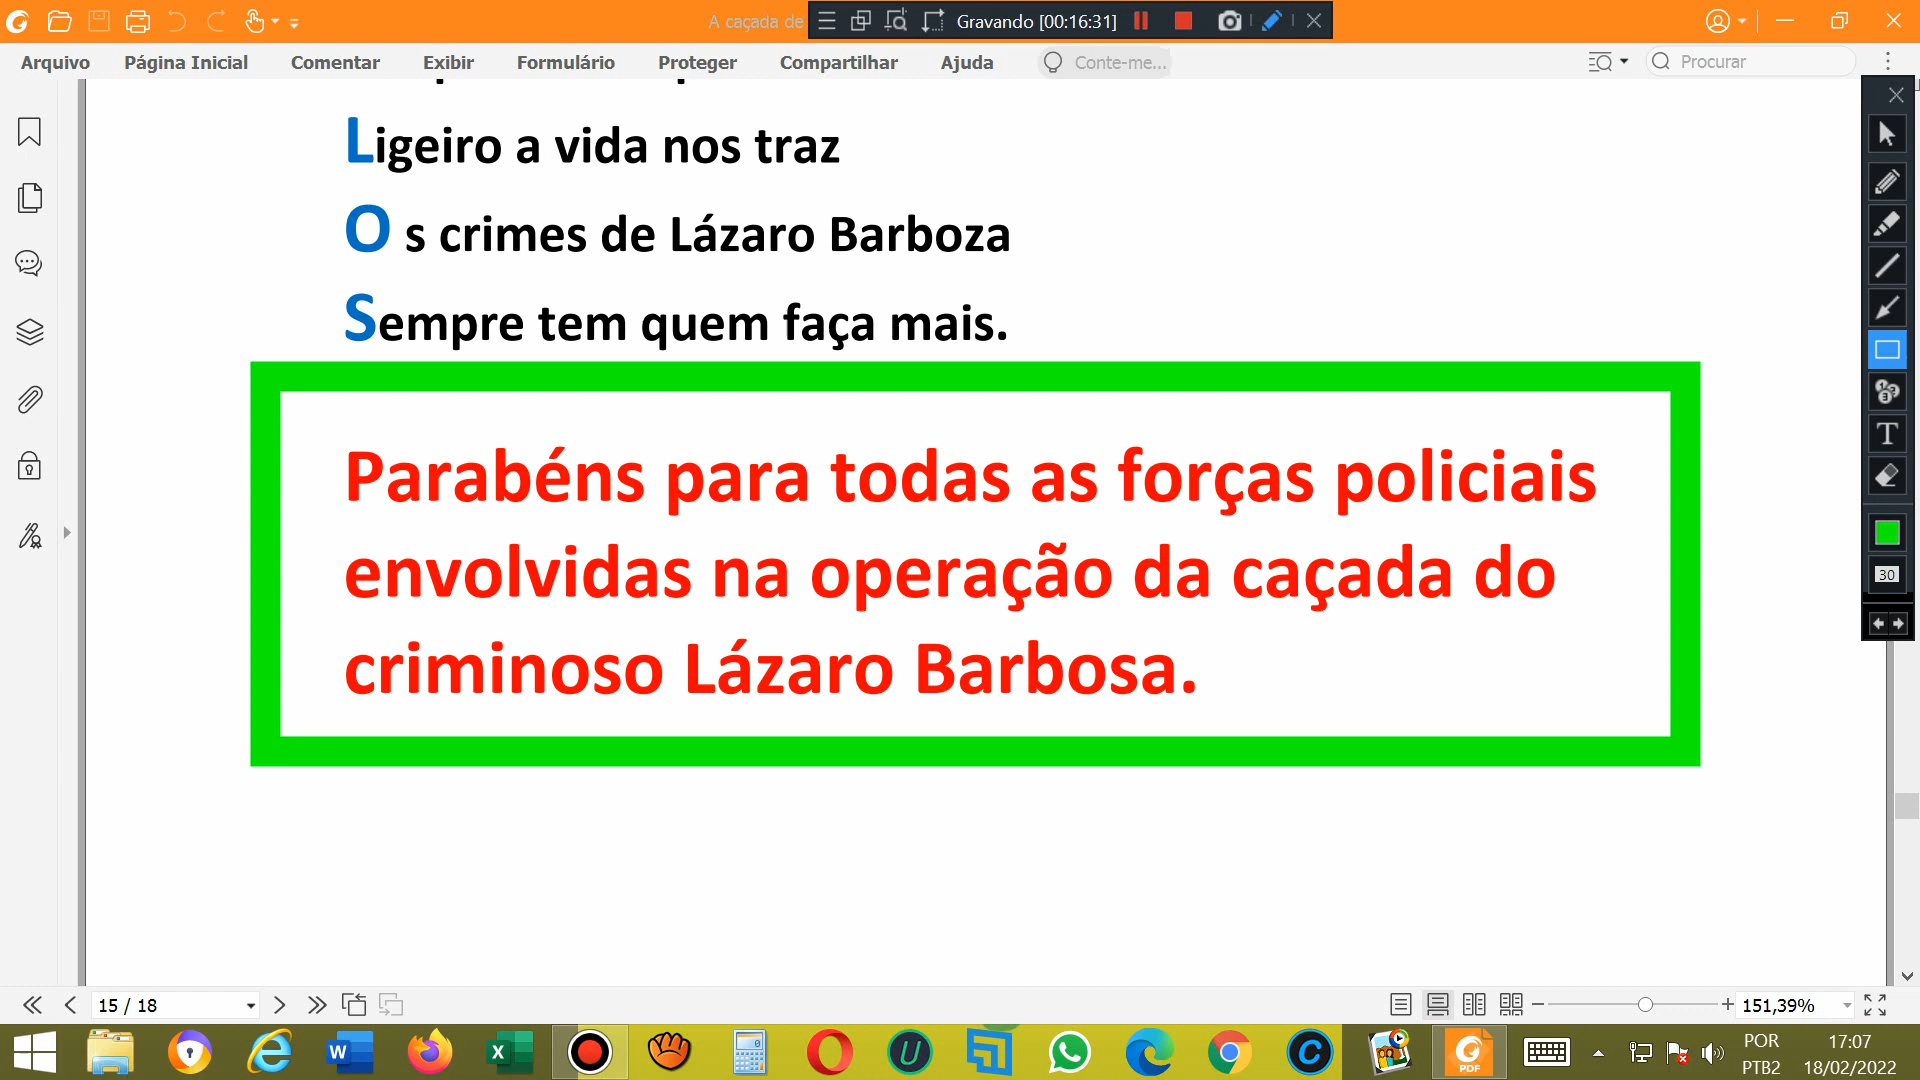 A caçada de
Gravando [00:16:31]
Arquivo Página Inicial Comentar Exibir Formulário Proteger Compartilhar Ajuda Conte-me... Procurar
Ligeiro a vida nos traz
O s crimes de Lázaro Barboza
Sempre tem quem faça mais.
Parabéns para todas as forças policiais
envolvidas na operação da caçada do
criminoso Lázaro Barbosa.
T
30
15 / 18
151,39%
POR
PTB2
17:07
18/02/2022